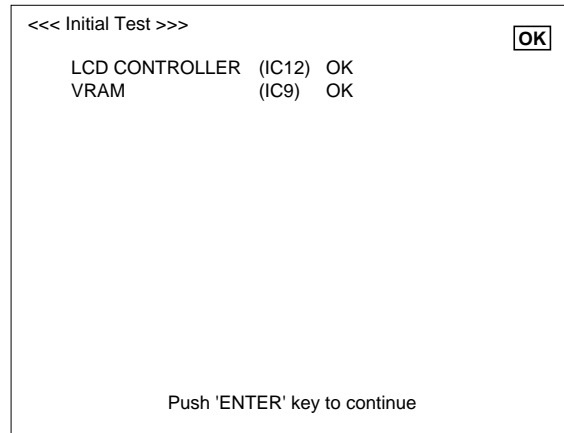 <<< Initial Test >>>
OK
LCD CONTROLLER (IC12) OK
VRAM (IC9) OK
Push 'ENTER' key to continue